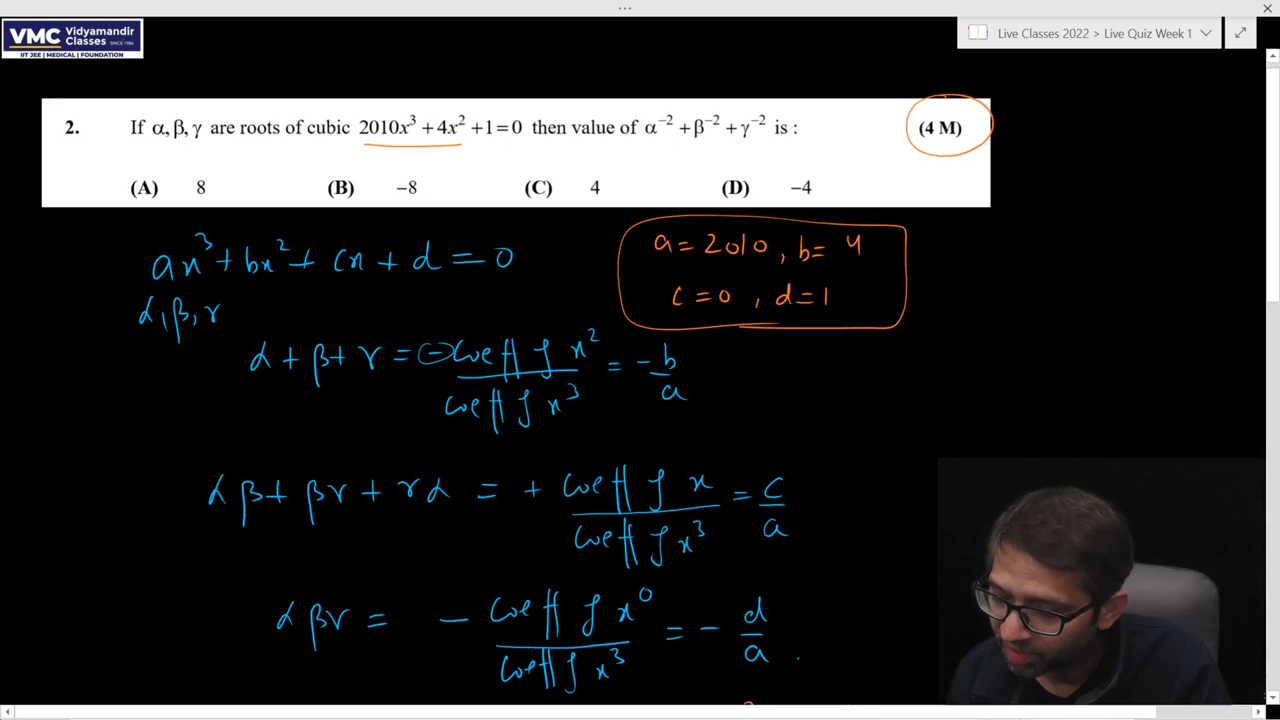 VMC Vidyamandir Classes SINCE 1986
IIT JEE | MEDICAL | FOUNDATION
Live Classes 2022 > Live Quiz Week 1
2. If α, β, γ are roots of cubic 2010x³ + 4x² + 1 = 0 then value of α⁻² + β⁻² + γ⁻² is : (4 M)
(A) 8 (B) −8 (C) 4 (D) −4
ax³ + bx² + cx + d = 0
a = 2010, b = 4
c = 0, d = 1
α, β, γ
α + β + γ = − coeff of x² / coeff of x³ = − b/a
αβ + βγ + γα = + coeff of x / coeff of x³ = c/a
αβγ = − coeff of x⁰ / coeff of x³ = − d/a